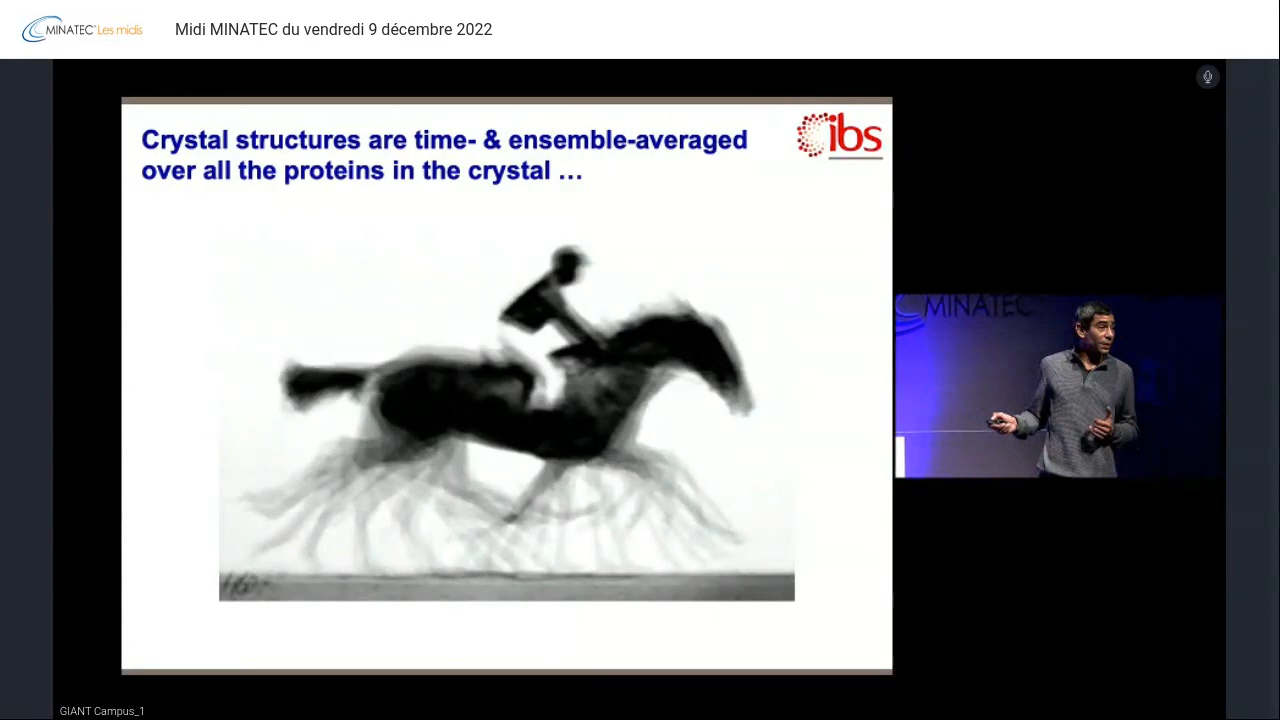 MINATEC® Les midis
Midi MINATEC du vendredi 9 décembre 2022
Crystal structures are time- & ensemble-averaged
over all the proteins in the crystal …
ibs
MINATEC
GIANT Campus_1